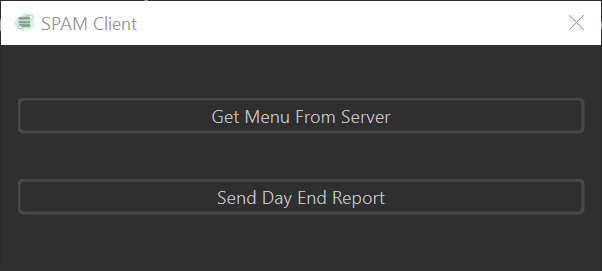 SPAM Client
Get Menu From Server
Send Day End Report